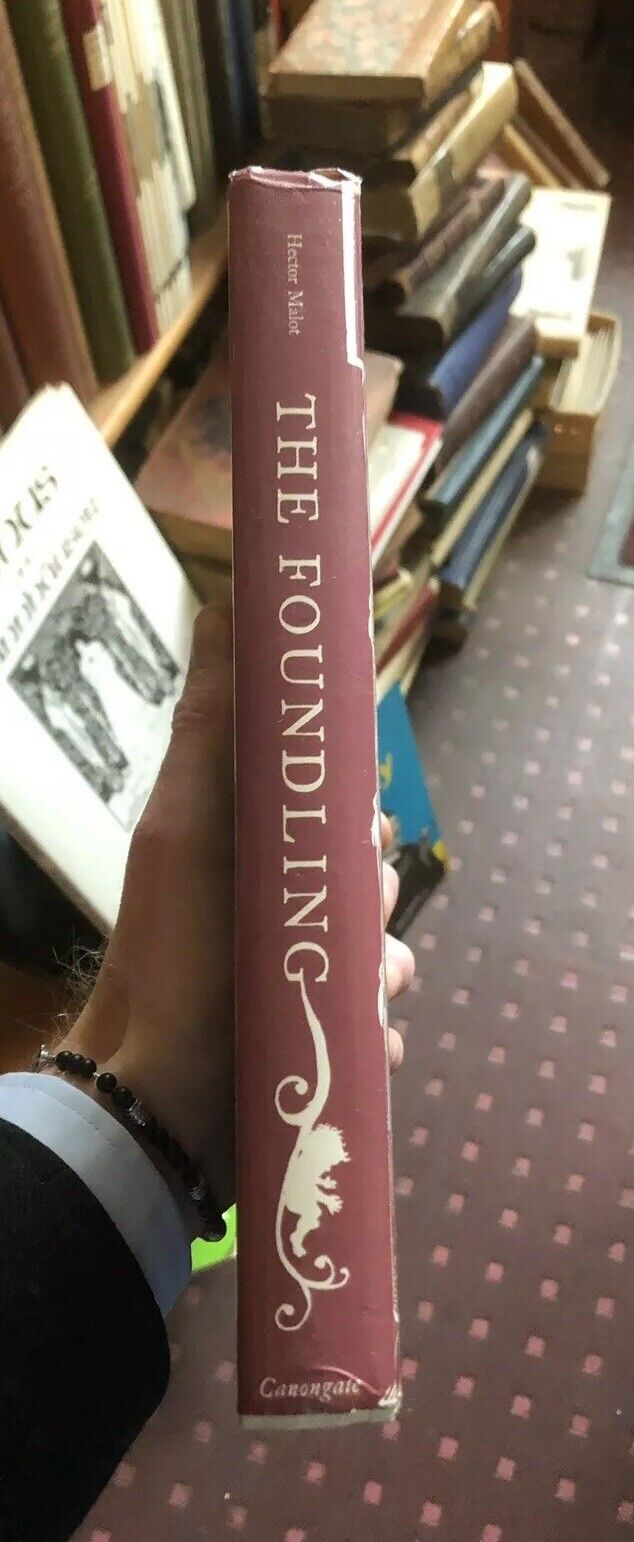 Hector Malot
THE FOUNDLING
Canongate